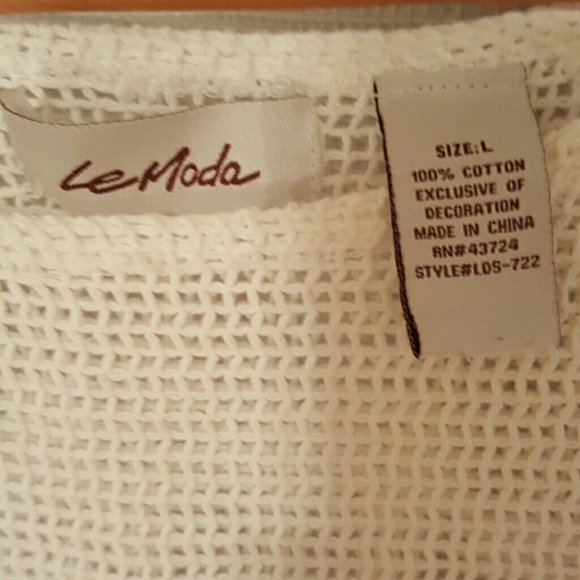 Le Moda
SIZE:L
100% COTTON
EXCLUSIVE OF
DECORATION
MADE IN CHINA
RN#43724
STYLE#LDS-722